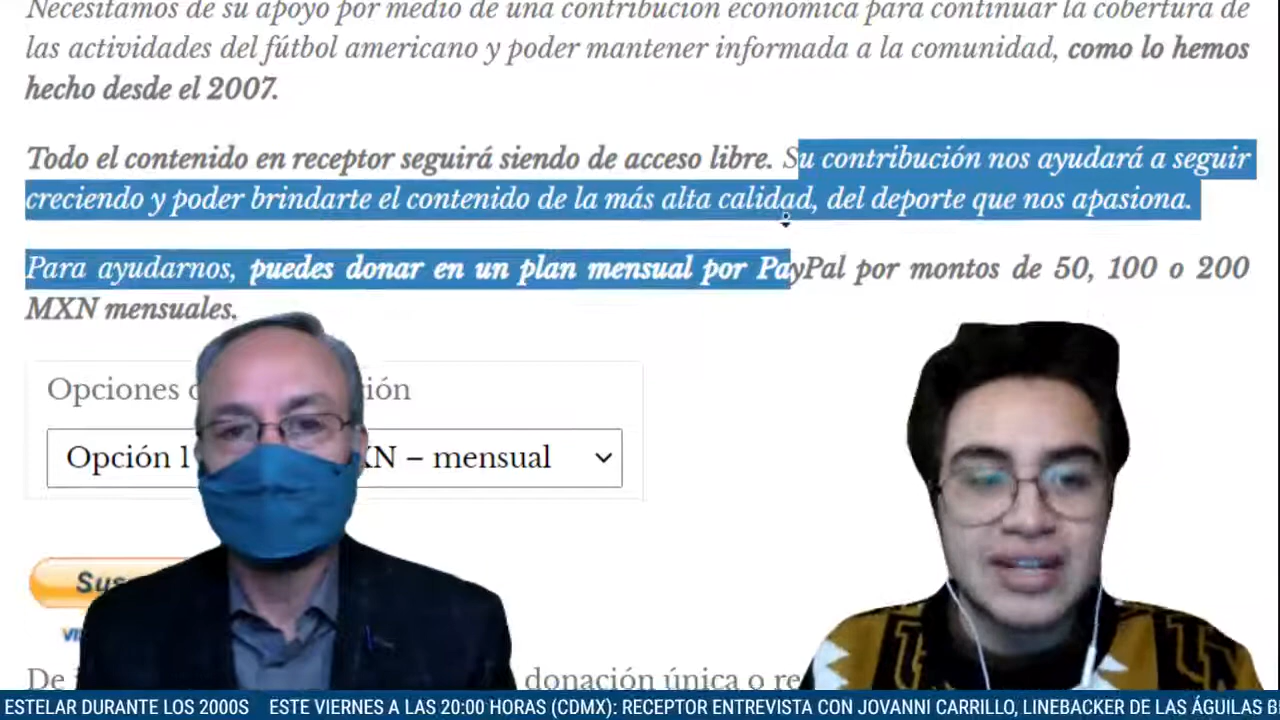 Necesitamos de su apoyo por medio de una contribución económica para continuar la cobertura de
las actividades del fútbol americano y poder mantener informada a la comunidad, como lo hemos
hecho desde el 2007.
Todo el contenido en receptor seguirá siendo de acceso libre. Su contribución nos ayudará a seguir
creciendo y poder brindarte el contenido de la más alta calidad, del deporte que nos apasiona.
Para ayudarnos, puedes donar en un plan mensual por PayPal por montos de 50, 100 o 200
MXN mensuales.
Opciones
Opción 1 – mensual
De donación única o
ESTELAR DURANTE LOS 2000S ESTE VIERNES A LAS 20:00 HORAS (CDMX): RECEPTOR ENTREVISTA CON JOVANNI CARRILLO, LINEBACKER DE LAS ÁGUILAS